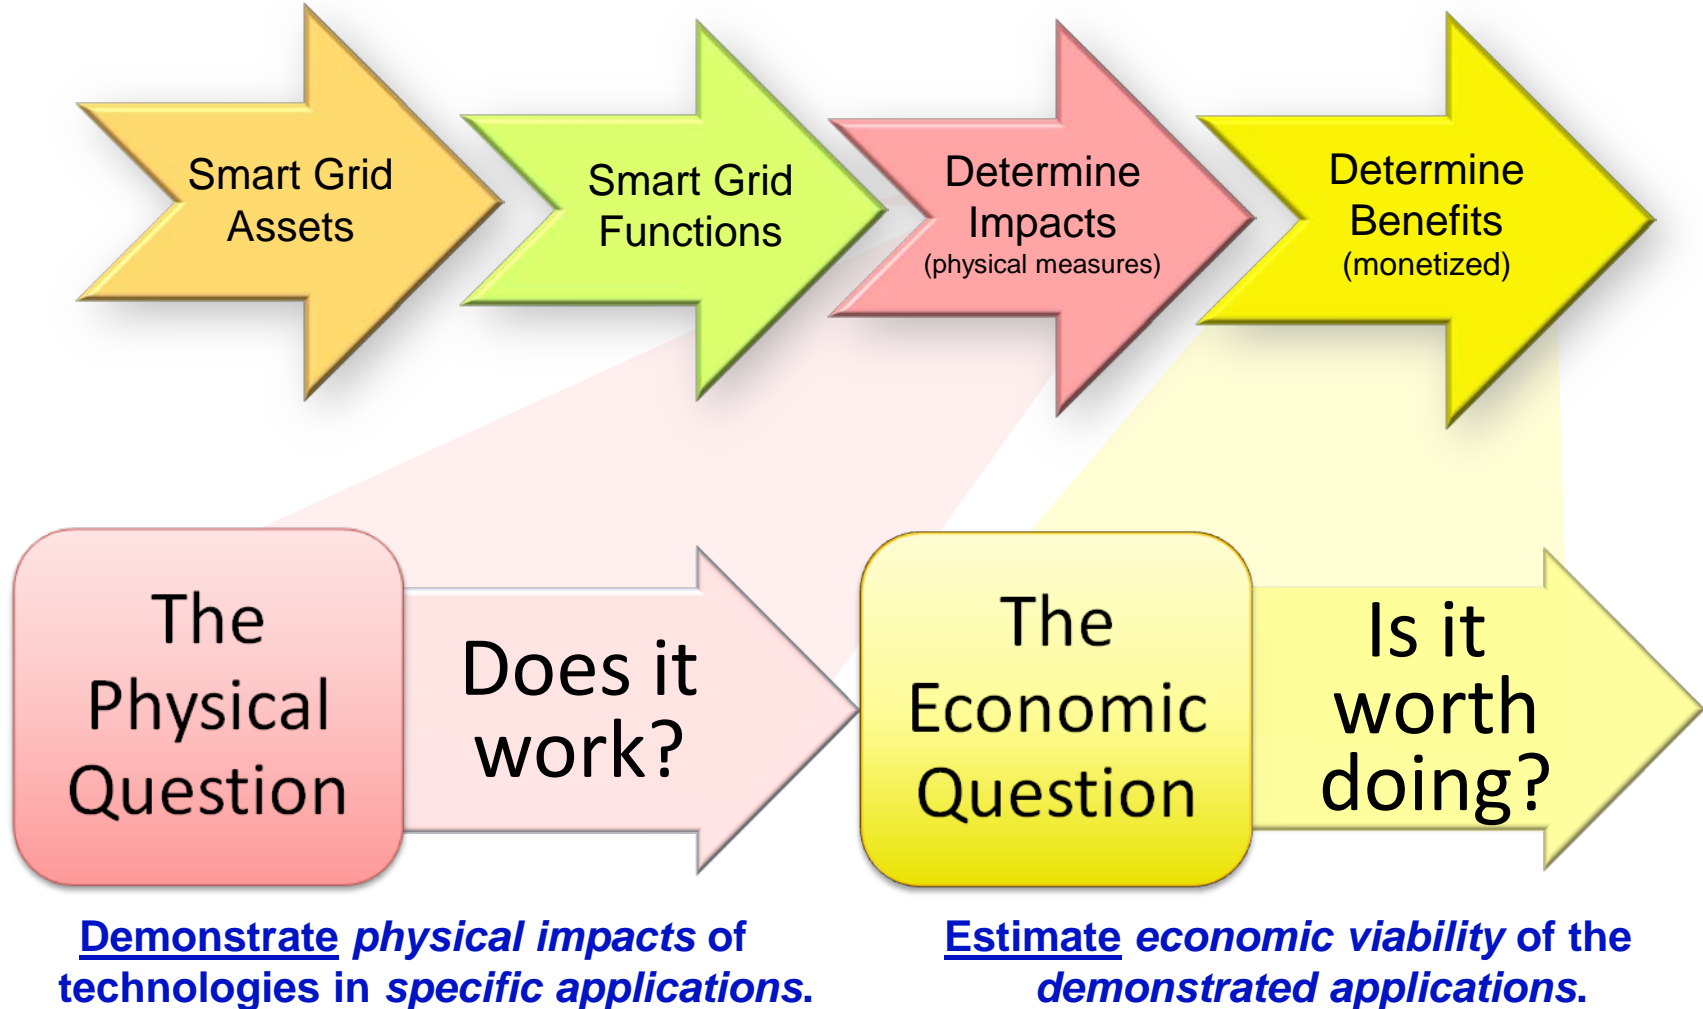 Smart Grid
Assets
Smart Grid
Functions
Determine
Impacts
(physical measures)
Determine
Benefits
(monetized)
The
Physical
Question
Does it
work?
The
Economic
Question
Is it
worth
doing?
Demonstrate physical impacts of
technologies in specific applications.
Estimate economic viability of the
demonstrated applications.